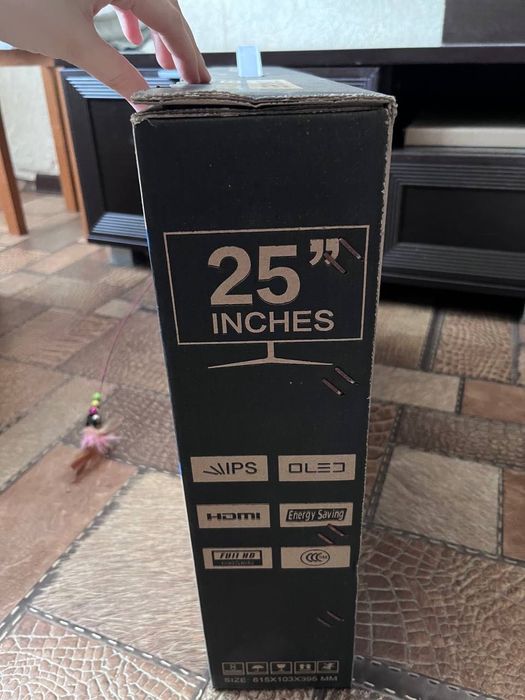 25"
INCHES
IPS
OLED
HDMI
Energy Saving
FULL HD
CCC
SIZE: 615X103X395 MM